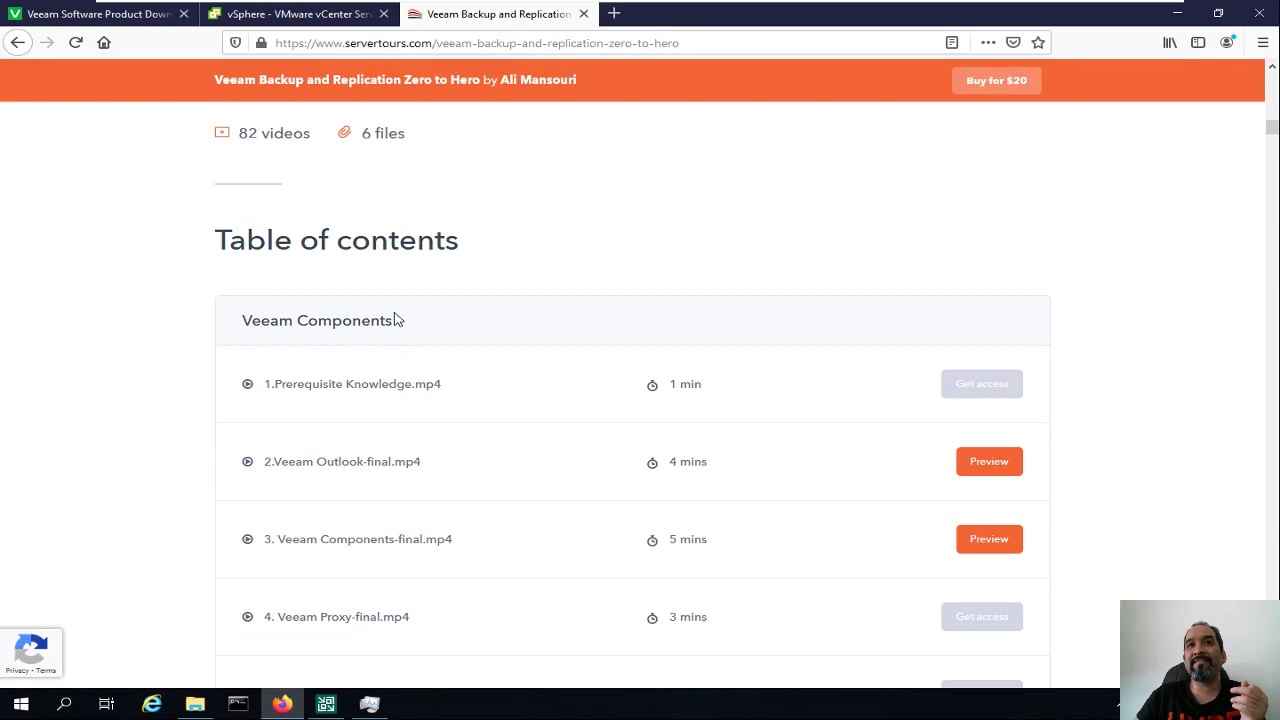 Veeam Software Product Down
vSphere - VMware vCenter Serv
Veeam Backup and Replication
https://www.servertours.com/veeam-backup-and-replication-zero-to-hero
Veeam Backup and Replication Zero to Hero by Ali Mansouri
Buy for $20
82 videos
6 files
Table of contents
Veeam Components
1.Prerequisite Knowledge.mp4
1 min
Get access
2.Veeam Outlook-final.mp4
4 mins
Preview
3. Veeam Components-final.mp4
5 mins
Preview
4. Veeam Proxy-final.mp4
3 mins
Get access
Privacy - Terms